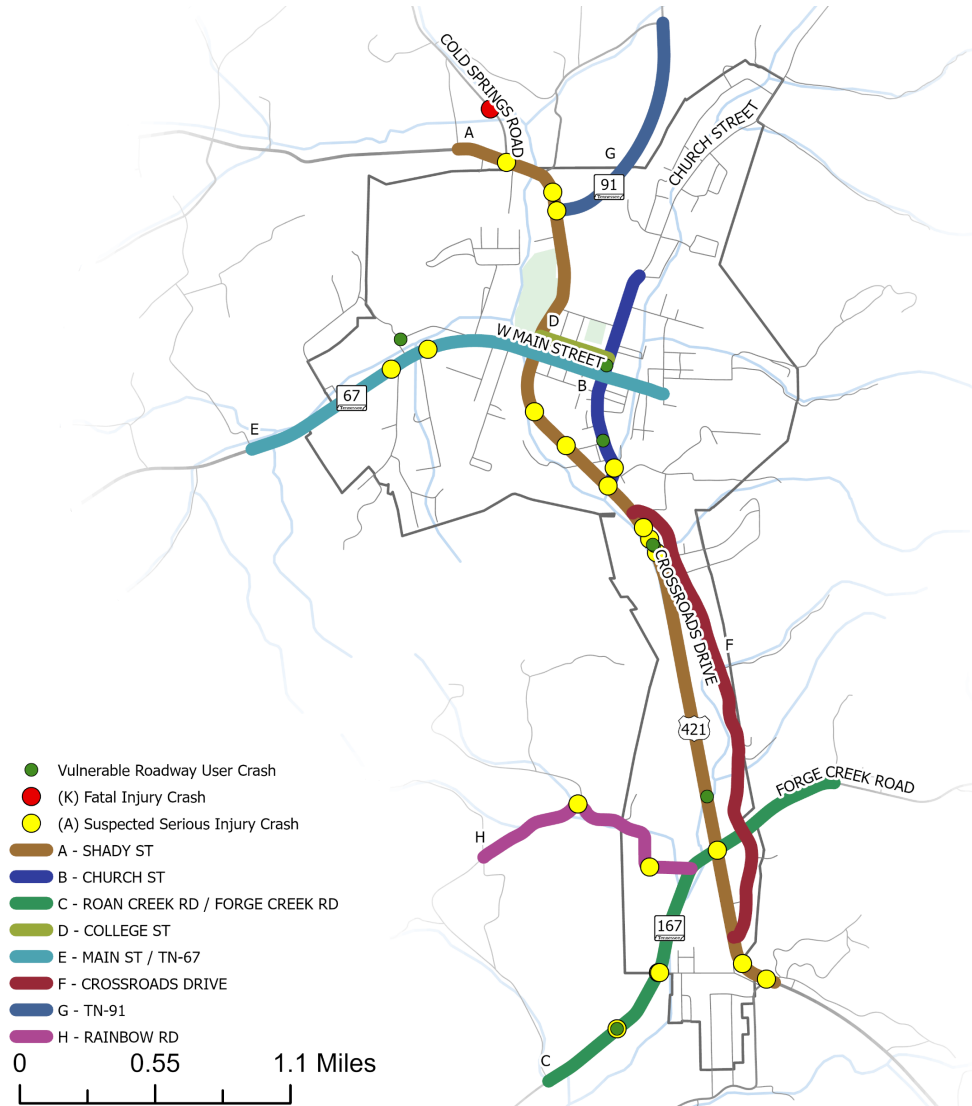 COLD SPRINGS ROAD
A
G
CHURCH STREET
91
D
W MAIN STREET
B
67
Tennessee
E
CROSSROADS DRIVE
F
421
FORGE CREEK ROAD
H
167
C
Vulnerable Roadway User Crash
(K) Fatal Injury Crash
(A) Suspected Serious Injury Crash
A - SHADY ST
B - CHURCH ST
C - ROAN CREEK RD / FORGE CREEK RD
D - COLLEGE ST
E - MAIN ST / TN-67
F - CROSSROADS DRIVE
G - TN-91
H - RAINBOW RD
0 0.55 1.1 Miles